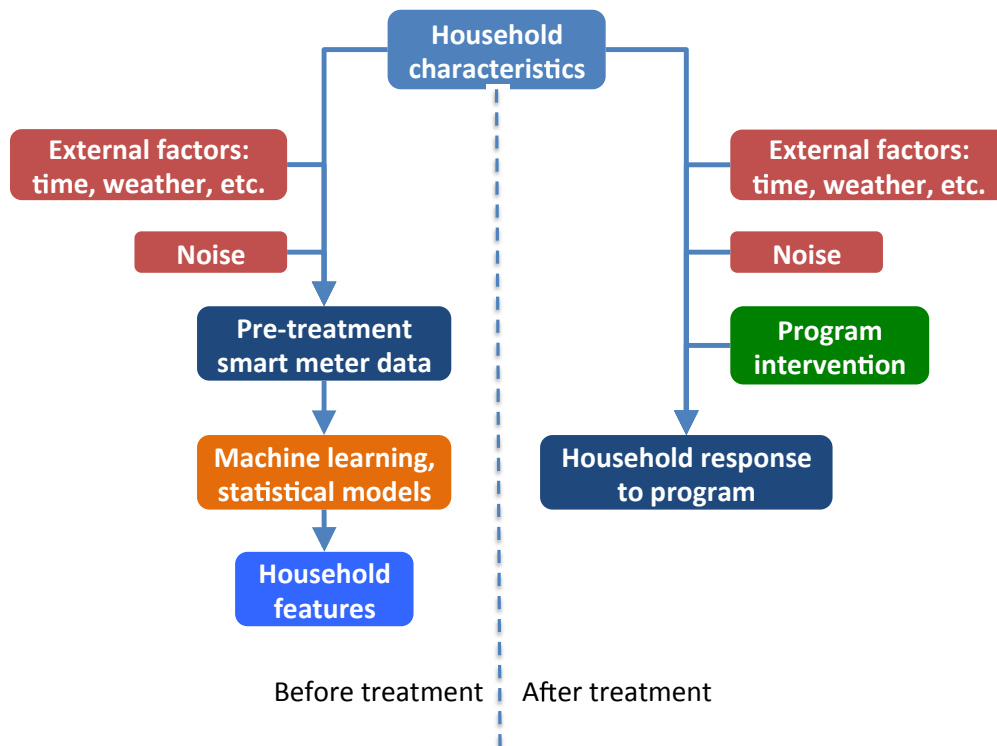 Household
characteristics
External factors:
time, weather, etc.
Noise
Pre-treatment
smart meter data
Machine learning,
statistical models
Household
features
External factors:
time, weather, etc.
Noise
Program
intervention
Household response
to program
Before treatment
After treatment